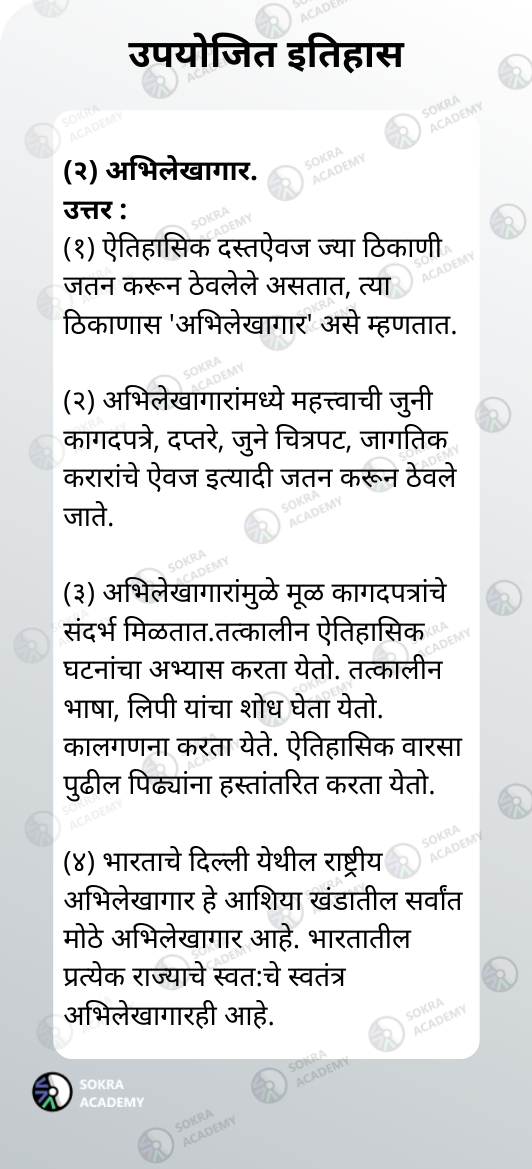 उपयोजित इतिहास
(२) अभिलेखागार.
उत्तर :
(१) ऐतिहासिक दस्तऐवज ज्या ठिकाणी
जतन करून ठेवलेले असतात, त्या
ठिकाणास 'अभिलेखागार' असे म्हणतात.
(२) अभिलेखागारांमध्ये महत्त्वाची जुनी
कागदपत्रे, दप्तरे, जुने चित्रपट, जागतिक
करारांचे ऐवज इत्यादी जतन करून ठेवले
जाते.
(३) अभिलेखागारांमुळे मूळ कागदपत्रांचे
संदर्भ मिळतात.तत्कालीन ऐतिहासिक
घटनांचा अभ्यास करता येतो. तत्कालीन
भाषा, लिपी यांचा शोध घेता येतो.
कालगणना करता येते. ऐतिहासिक वारसा
पुढील पिढ्यांना हस्तांतरित करता येतो.
(४) भारताचे दिल्ली येथील राष्ट्रीय
अभिलेखागार हे आशिया खंडातील सर्वांत
मोठे अभिलेखागार आहे. भारतातील
प्रत्येक राज्याचे स्वत:चे स्वतंत्र
अभिलेखागारही आहे.
SOKRA
ACADEMY